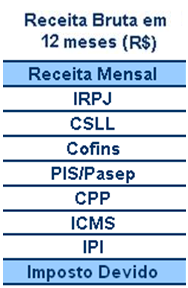 Receita Bruta em
12 meses (R$)
Receita Mensal
IRPJ
CSLL
Cofins
PIS/Pasep
CPP
ICMS
IPI
Imposto Devido